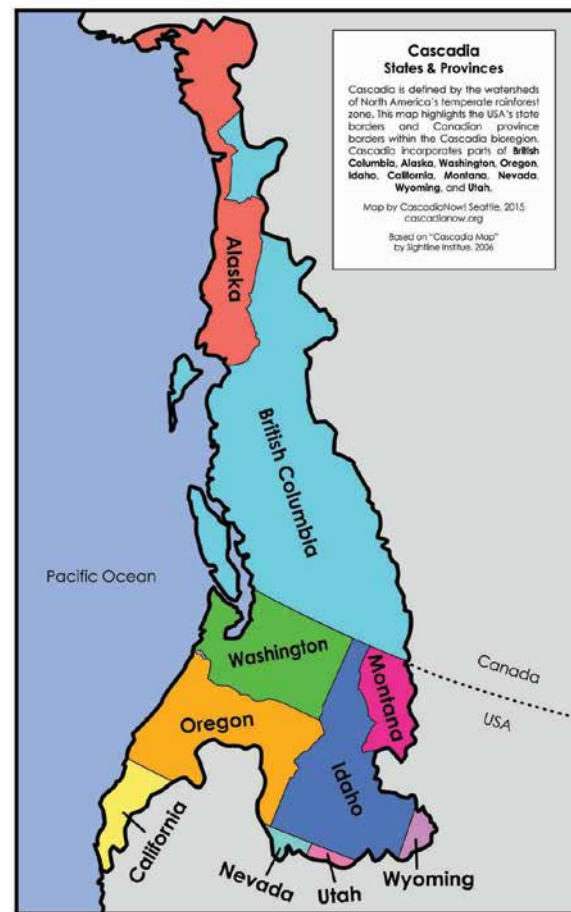 Cascadia
States & Provinces
Cascadia is defined by the watersheds
of North America's temperate rainforest
zone. This map highlights the USA's state
borders and Canadian province
borders within the Cascadia bioregion.
Cascadia incorporates parts of British
Columbia, Alaska, Washington, Oregon,
Idaho, California, Montana, Nevada,
Wyoming, and Utah.
Map by CascadiaNow! Seattle, 2015
cascadianow.org
Based on "Cascadia Map"
by Sightline Institue, 2006
Alaska
British Columbia
Pacific Ocean
Washington
Montana
Canada
USA
Oregon
Idaho
California
Nevada
Utah
Wyoming